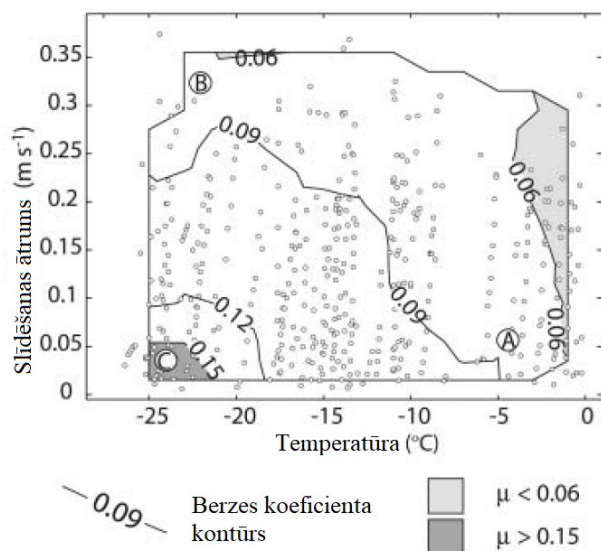 0.35
0.3
0.25
0.2
0.15
0.1
0.05
0
Slīdēšanas ātrums (m s⁻¹)
0.06
B
0.09
0.06
0.09
0.12
0.15
C
A
0.06
-25 -20 -15 -10 -5 0
Temperatūra (°C)
0.09
Berzes koeficienta
kontūrs
μ < 0.06
μ > 0.15